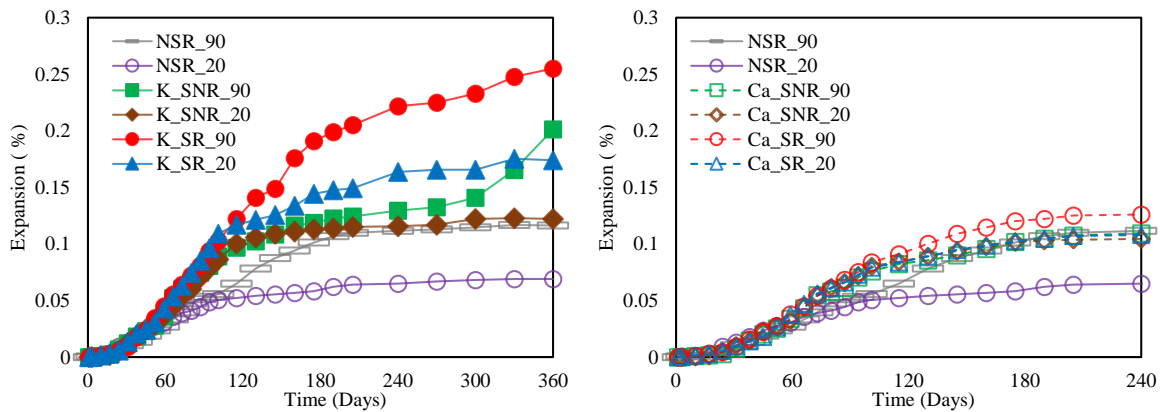 0.3
0.25
0.2
0.15
0.1
0.05
0
Expansion ( %)
NSR_90
NSR_20
K_SNR_90
K_SNR_20
K_SR_90
K_SR_20
0 60 120 180 240 300 360
Time (Days)
0.3
0.25
0.2
0.15
0.1
0.05
0
Expansion ( %)
NSR_90
NSR_20
Ca_SNR_90
Ca_SNR_20
Ca_SR_90
Ca_SR_20
0 60 120 180 240
Time (Days)